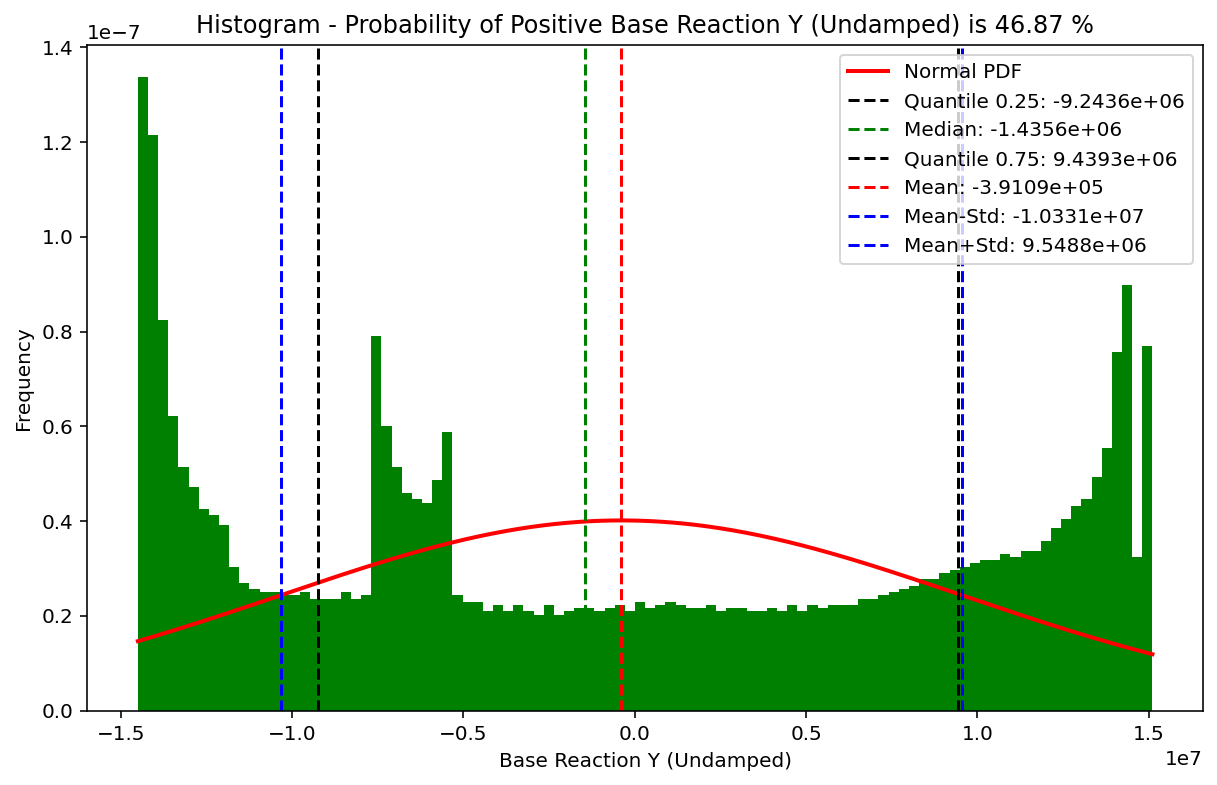 Histogram - Probability of Positive Base Reaction Y (Undamped) is 46.87 %
1e−7
1.4
1.2
1.0
0.8
0.6
0.4
0.2
0.0
Frequency
Normal PDF
Quantile 0.25: -9.2436e+06
Median: -1.4356e+06
Quantile 0.75: 9.4393e+06
Mean: -3.9109e+05
Mean-Std: -1.0331e+07
Mean+Std: 9.5488e+06
−1.5 −1.0 −0.5 0.0 0.5 1.0 1.5
Base Reaction Y (Undamped)
1e7